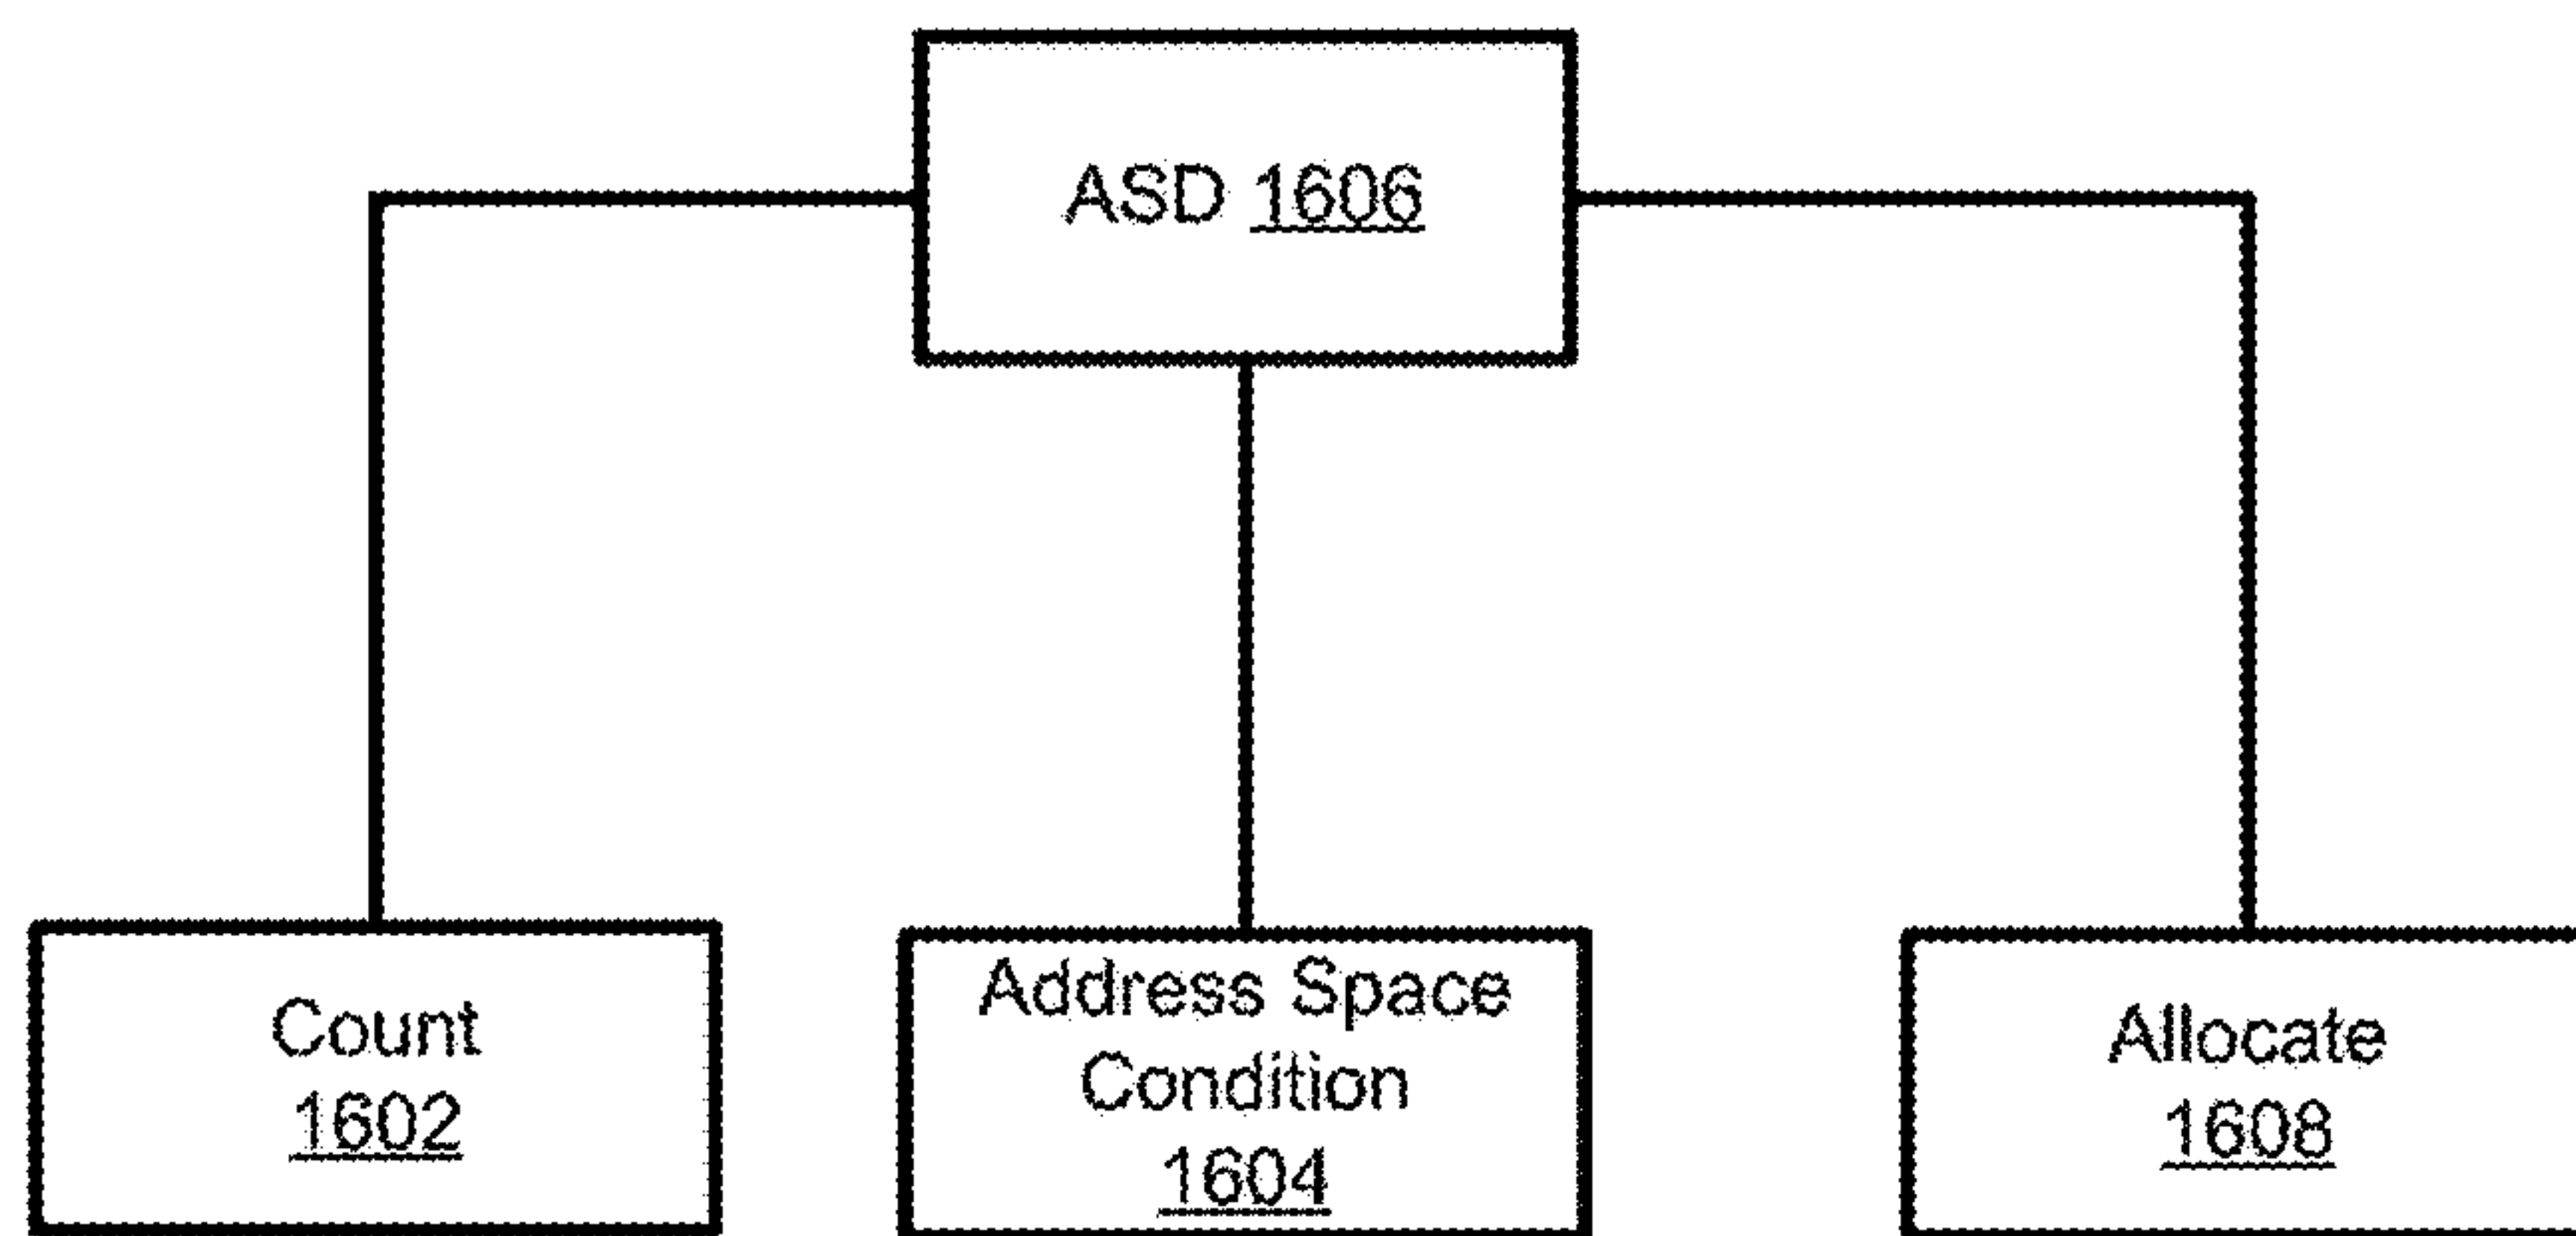 ASD 1606
Count
1602
Address Space
Condition
1604
Allocate
1608